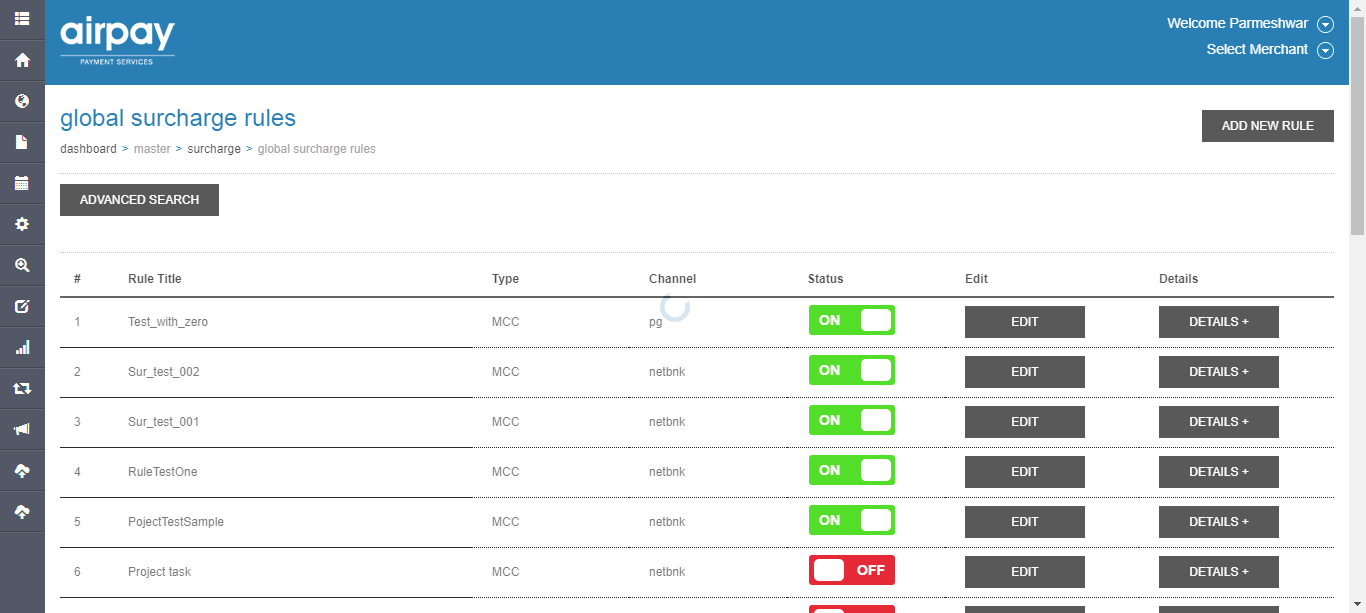 airpay
PAYMENT SERVICES
Welcome Parmeshwar
Select Merchant
global surcharge rules
ADD NEW RULE
dashboard > master > surcharge > global surcharge rules
ADVANCED SEARCH
# Rule Title Type Channel Status Edit Details
1 Test_with_zero MCC pg ON EDIT DETAILS +
2 Sur_test_002 MCC netbnk ON EDIT DETAILS +
3 Sur_test_001 MCC netbnk ON EDIT DETAILS +
4 RuleTestOne MCC netbnk ON EDIT DETAILS +
5 PojectTestSample MCC netbnk ON EDIT DETAILS +
6 Project task MCC netbnk OFF EDIT DETAILS +